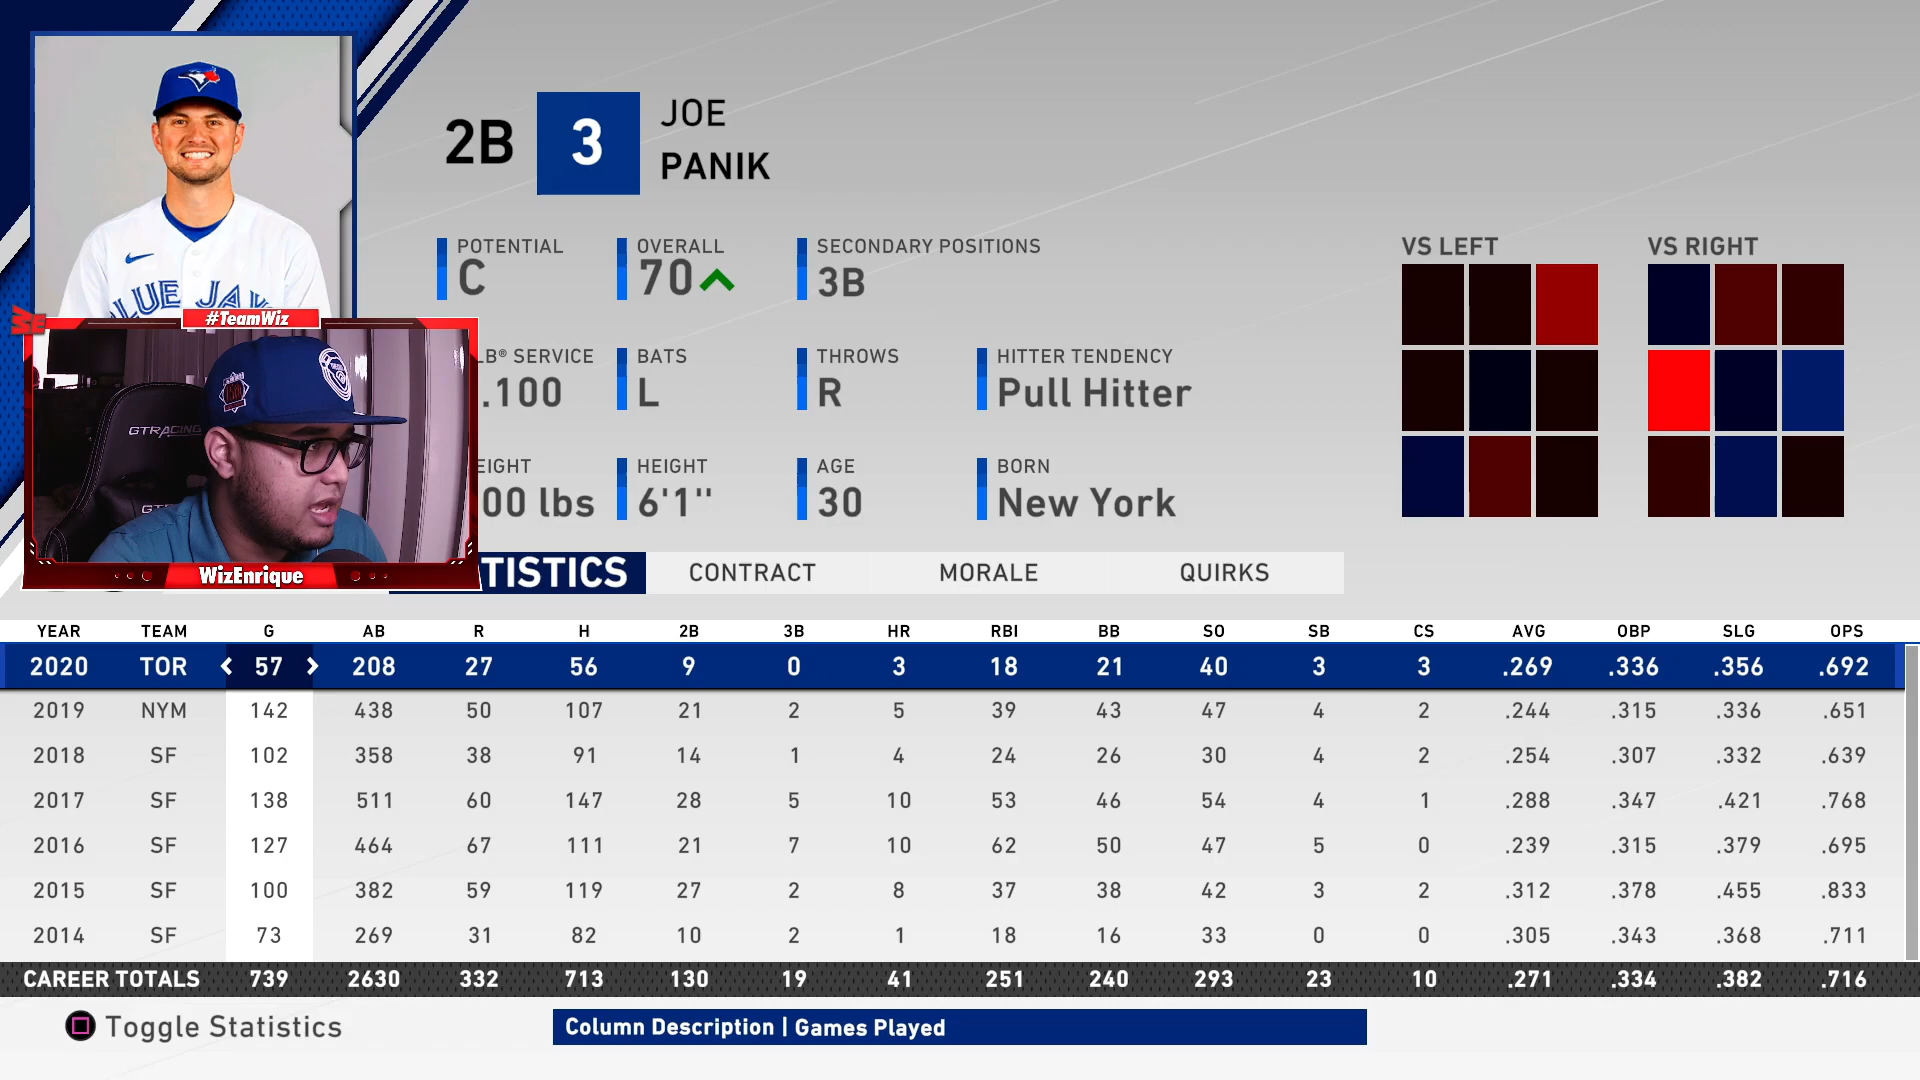 2B 3 JOE
PANIK
POTENTIAL OVERALL SECONDARY POSITIONS
C 70 3B
VS LEFT VS RIGHT
#TeamWiz
LB® SERVICE BATS THROWS HITTER TENDENCY
.100 L R Pull Hitter
EIGHT HEIGHT AGE BORN
00 lbs 6'1" 30 New York
GTRACING
WizEnrique
TISTICS CONTRACT MORALE QUIRKS
YEAR TEAM G AB R H 2B 3B HR RBI BB SO SB CS AVG OBP SLG OPS
2020 TOR 57 208 27 56 9 0 3 18 21 40 3 3 .269 .336 .356 .692
2019 NYM 142 438 50 107 21 2 5 39 43 47 4 2 .244 .315 .336 .651
2018 SF 102 358 38 91 14 1 4 24 26 30 4 2 .254 .307 .332 .639
2017 SF 138 511 60 147 28 5 10 53 46 54 4 1 .288 .347 .421 .768
2016 SF 127 464 67 111 21 7 10 62 50 47 5 0 .239 .315 .379 .695
2015 SF 100 382 59 119 27 2 8 37 38 42 3 2 .312 .378 .455 .833
2014 SF 73 269 31 82 10 2 1 18 16 33 0 0 .305 .343 .368 .711
CAREER TOTALS 739 2630 332 713 130 19 41 251 240 293 23 10 .271 .334 .382 .716
Toggle Statistics
Column Description | Games Played